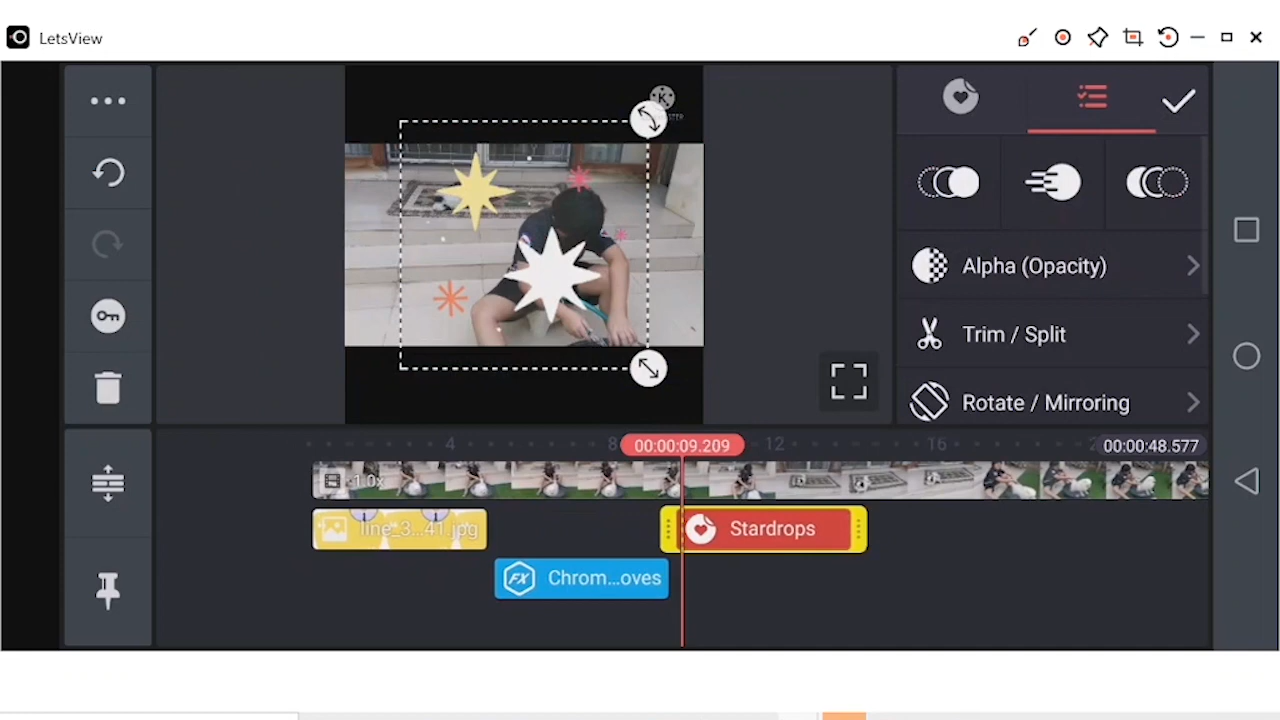 LetsView
K
Alpha (Opacity)
Trim / Split
Rotate / Mirroring
4
8
00:00:09.209
12
16
00:00:48.577
1.0x
line_3...41.jpg
Stardrops
FX
Chrom...oves